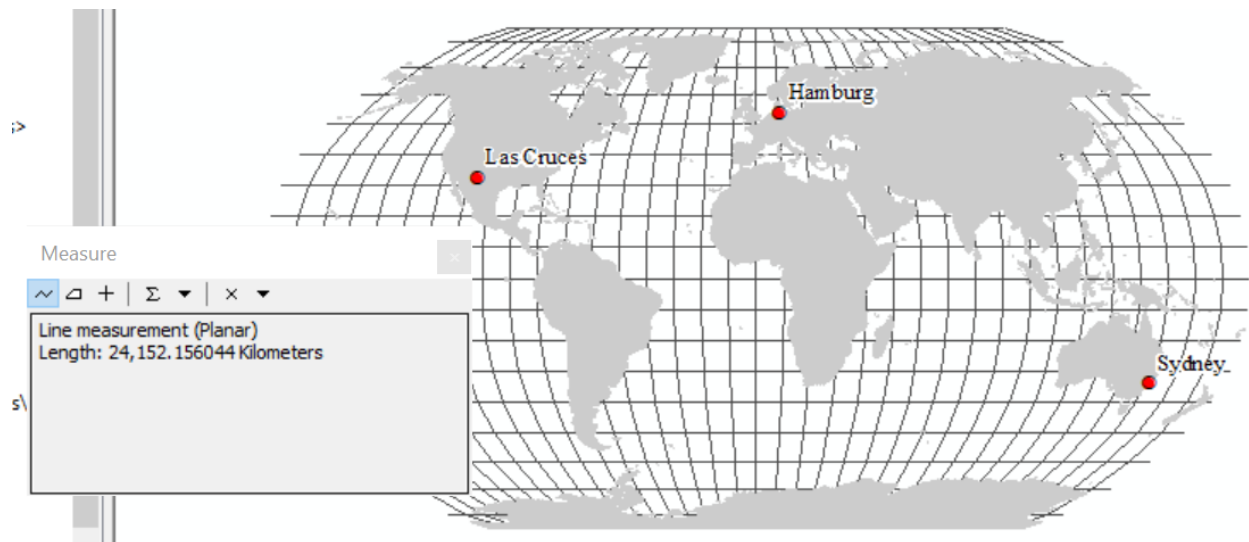 Hamburg
Las Cruces
Sydney
Measure
Line measurement (Planar)
Length: 24,152.156044 Kilometers